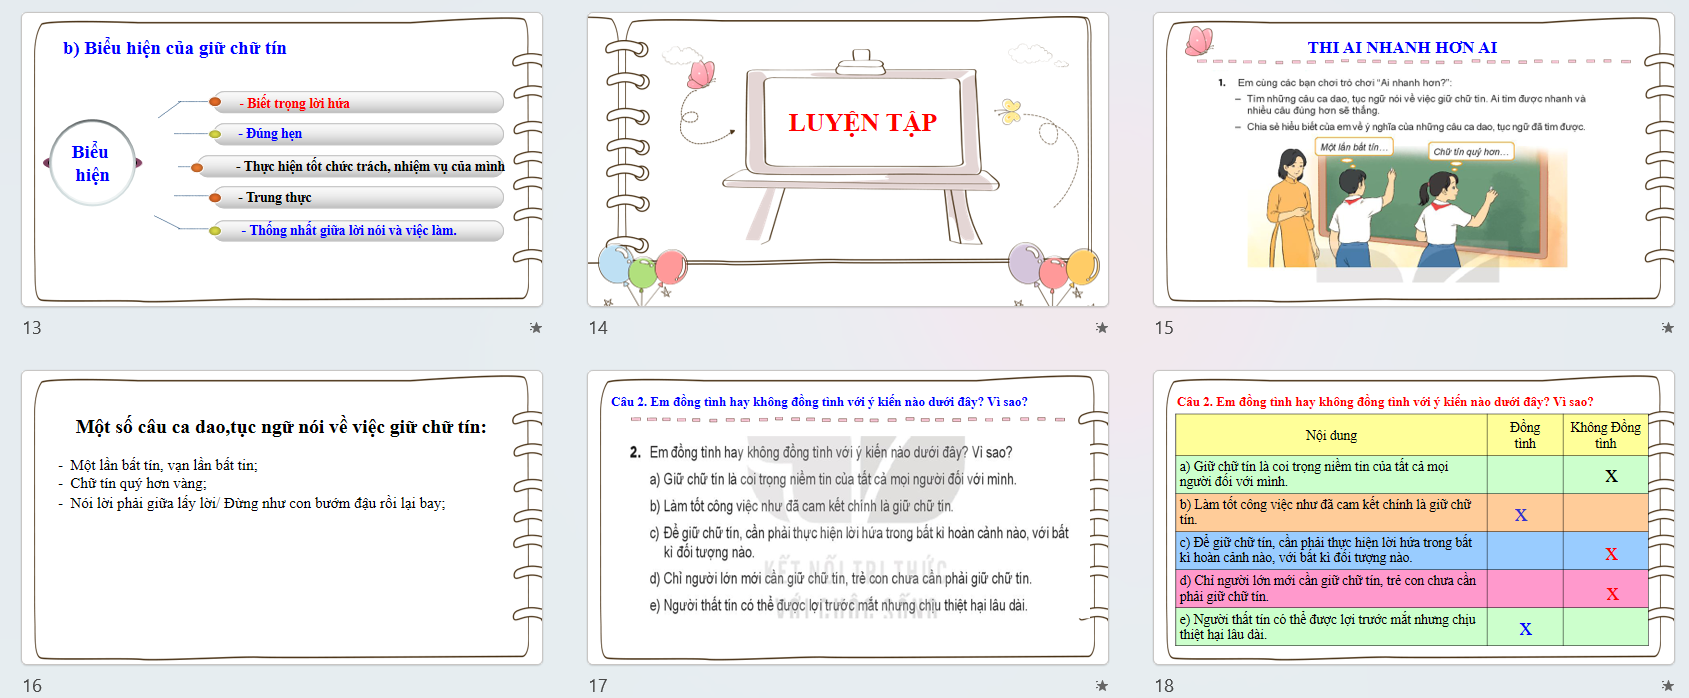 b) Biểu hiện của giữ chữ tín
Biểu
hiện
- Biết trọng lời hứa
- Đúng hẹn
- Thực hiện tốt chức trách, nhiệm vụ của mình
- Trung thực
- Thống nhất giữa lời nói và việc làm.
13
LUYỆN TẬP
14
THI AI NHANH HƠN AI
1. Em cùng các bạn chơi trò chơi "Ai nhanh hơn?":
– Tìm những câu ca dao, tục ngữ nói về việc giữ chữ tín. Ai tìm được nhanh và
nhiều câu đúng hơn sẽ thắng.
– Chia sẻ hiểu biết của em về ý nghĩa của những câu ca dao, tục ngữ đã tìm được.
Một lần bất tín...
Chữ tín quý hơn...
15
Một số câu ca dao,tục ngữ nói về việc giữ chữ tín:
- Một lần bất tín, vạn lần bất tin;
- Chữ tín quý hơn vàng;
- Nói lời phải giữa lấy lời/ Đừng như con bướm đậu rồi lại bay;
16
Câu 2. Em đồng tình hay không đồng tình với ý kiến nào dưới đây? Vì sao?
2. Em đồng tình hay không đồng tình với ý kiến nào dưới đây? Vì sao?
a) Giữ chữ tín là coi trọng niềm tin của tất cả mọi người đối với mình.
b) Làm tốt công việc như đã cam kết chính là giữ chữ tín.
c) Để giữ chữ tín, cần phải thực hiện lời hứa trong bất kì hoàn cảnh nào, với bất
kì đối tượng nào.
d) Chỉ người lớn mới cần giữ chữ tín, trẻ con chưa cần phải giữ chữ tín.
e) Người thất tín có thể được lợi trước mắt nhưng chịu thiệt hại lâu dài.
KẾT NỐI TRI THỨC
VỚI CUỘC SỐNG
17
Câu 2. Em đồng tình hay không đồng tình với ý kiến nào dưới đây? Vì sao?
Nội dung
Đồng
tình
Không Đồng
tình
a) Giữ chữ tín là coi trọng niềm tin của tất cả mọi
người đối với mình.
X
b) Làm tốt công việc như đã cam kết chính là giữ chữ
tín.
X
c) Để giữ chữ tín, cần phải thực hiện lời hứa trong bất
kì hoàn cảnh nào, với bất kì đối tượng nào.
X
d) Chỉ người lớn mới cần giữ chữ tín, trẻ con chưa cần
phải giữ chữ tín.
X
e) Người thất tín có thể được lợi trước mắt nhưng chịu
thiệt hại lâu dài.
X
18